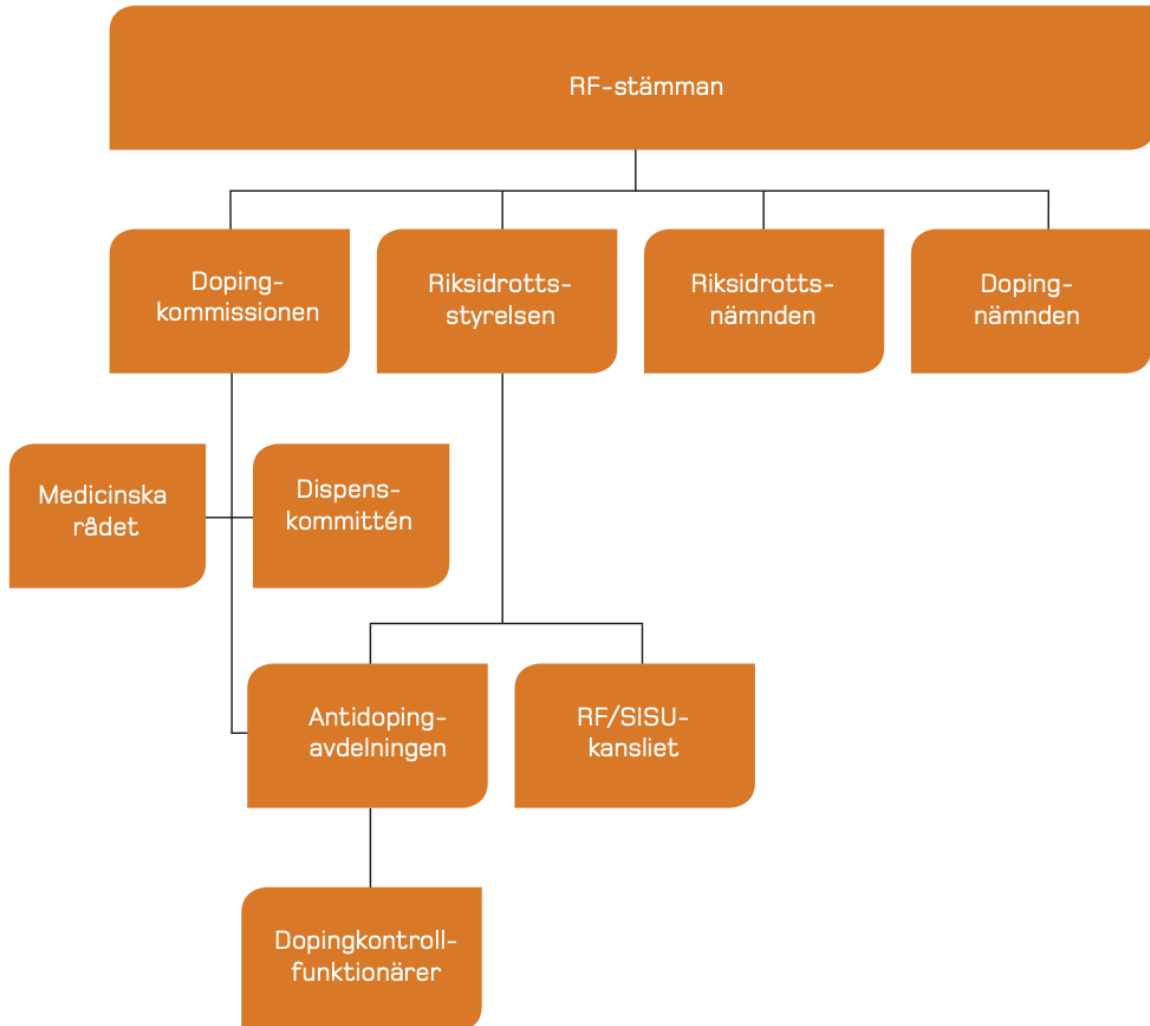 RF-stämman
Doping-
kommissionen
Riksidrotts-
styrelsen
Riksidrotts-
nämnden
Doping-
nämnden
Medicinska
rådet
Dispens-
kommittén
Antidoping-
avdelningen
RF/SISU-
kansliet
Dopingkontroll-
funktionärer